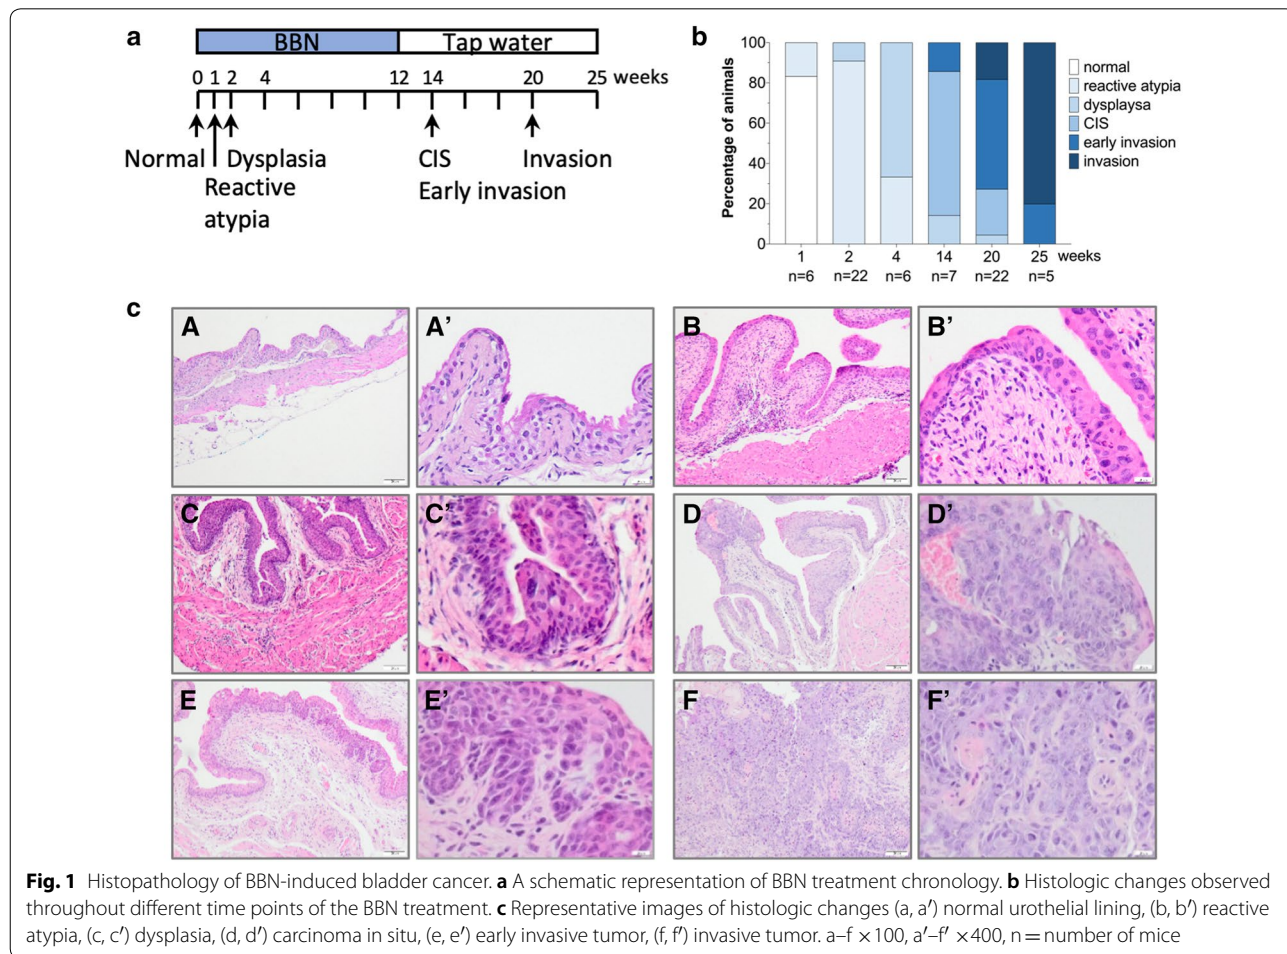 a
BBN Tap water
0 1 2 4 12 14 20 25 weeks
Normal Dysplasia CIS Invasion
Reactive Early invasion
atypia
b
Percentage of animals
100
80
60
40
20
0
1 2 4 14 20 25 weeks
n=6 n=22 n=6 n=7 n=22 n=5
normal
reactive atypia
dysplaysa
CIS
early invasion
invasion
c
A A' B B'
C C' D D'
E E' F F'
Fig. 1 Histopathology of BBN-induced bladder cancer. a A schematic representation of BBN treatment chronology. b Histologic changes observed
throughout different time points of the BBN treatment. c Representative images of histologic changes (a, a′) normal urothelial lining, (b, b′) reactive
atypia, (c, c′) dysplasia, (d, d′) carcinoma in situ, (e, e′) early invasive tumor, (f, f′) invasive tumor. a–f ×100, a′–f′ ×400, n = number of mice